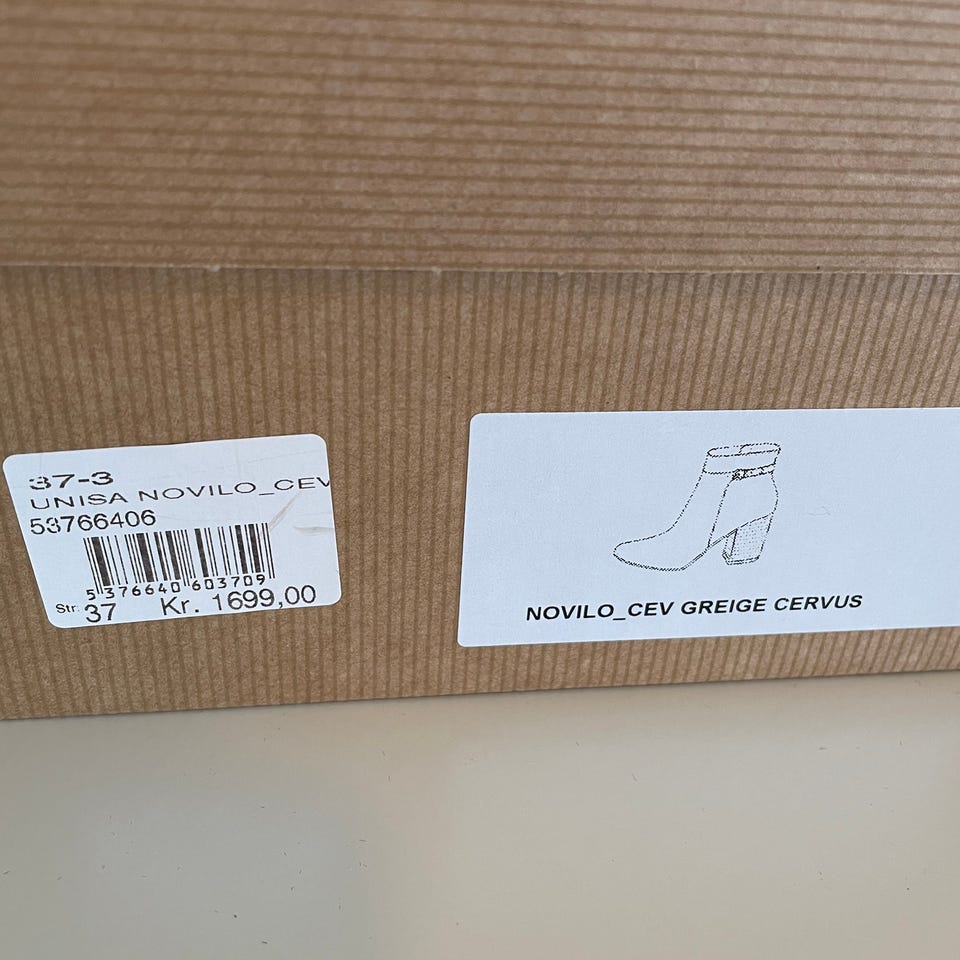 37-3
UNISA NOVILO_CEV
53766406
5 376640 603709
Str: 37 Kr. 1699,00
NOVILO_CEV GREIGE CERVUS